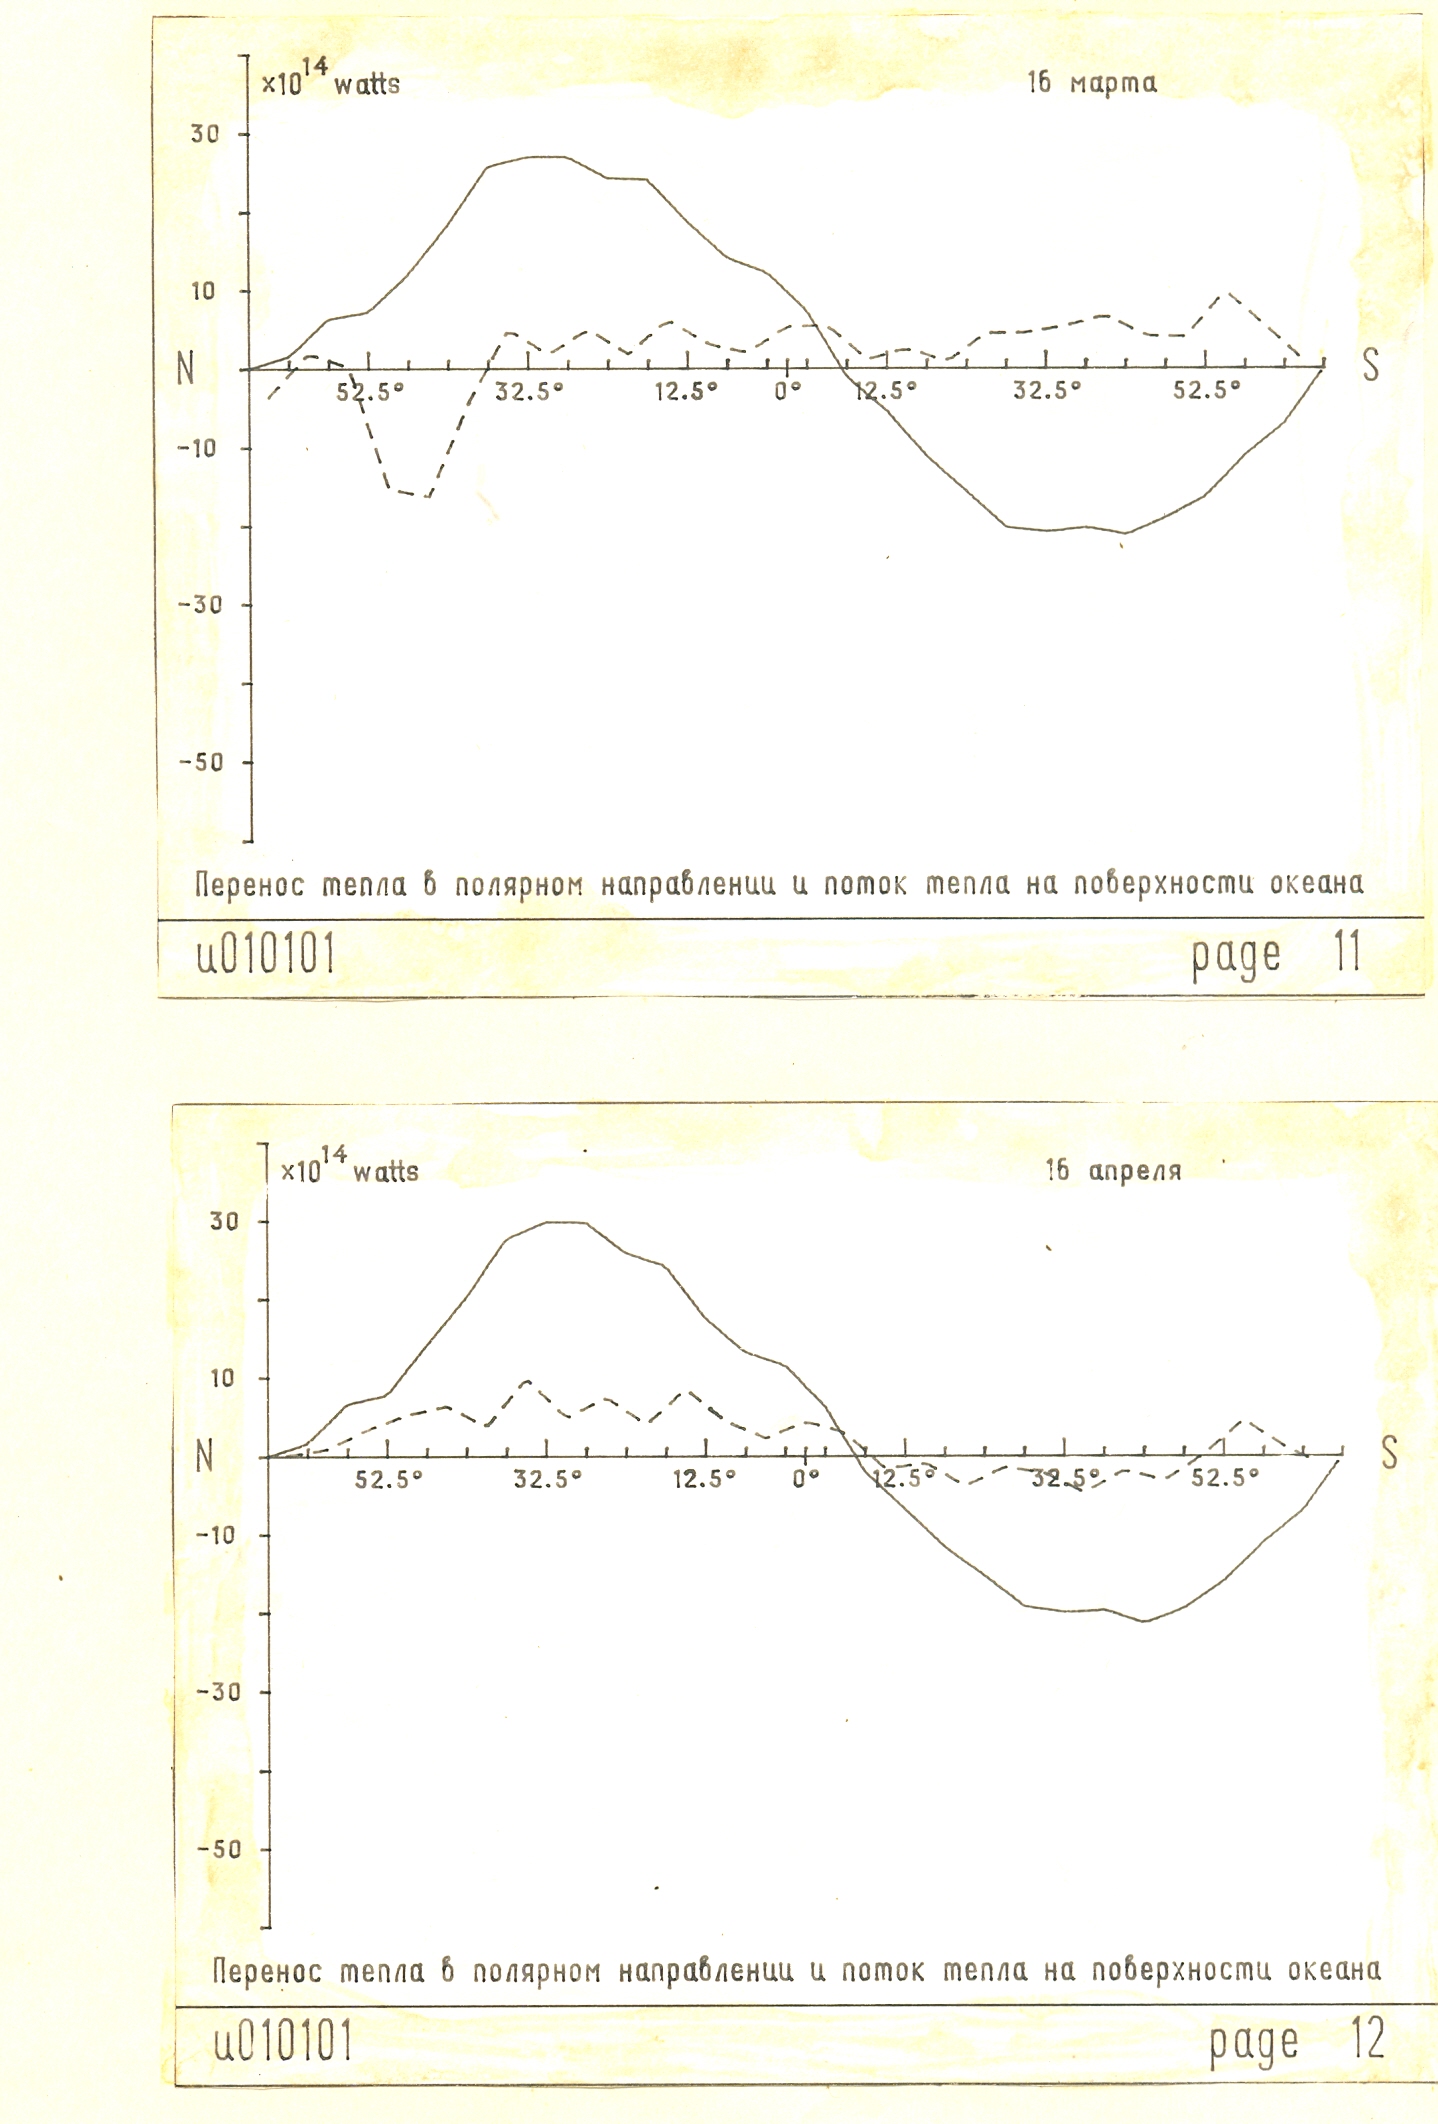 x10^14 watts 16 марта
30
10
N S
52.5° 32.5° 12.5° 0° 12.5° 32.5° 52.5°
-10
-30
-50
Перенос тепла в полярном направлении и поток тепла на поверхности океана
u010101 page 11
x10^14 watts 16 апреля
30
10
N S
52.5° 32.5° 12.5° 0° 12.5° 32.5° 52.5°
-10
-30
-50
Перенос тепла в полярном направлении и поток тепла на поверхности океана
u010101 page 12